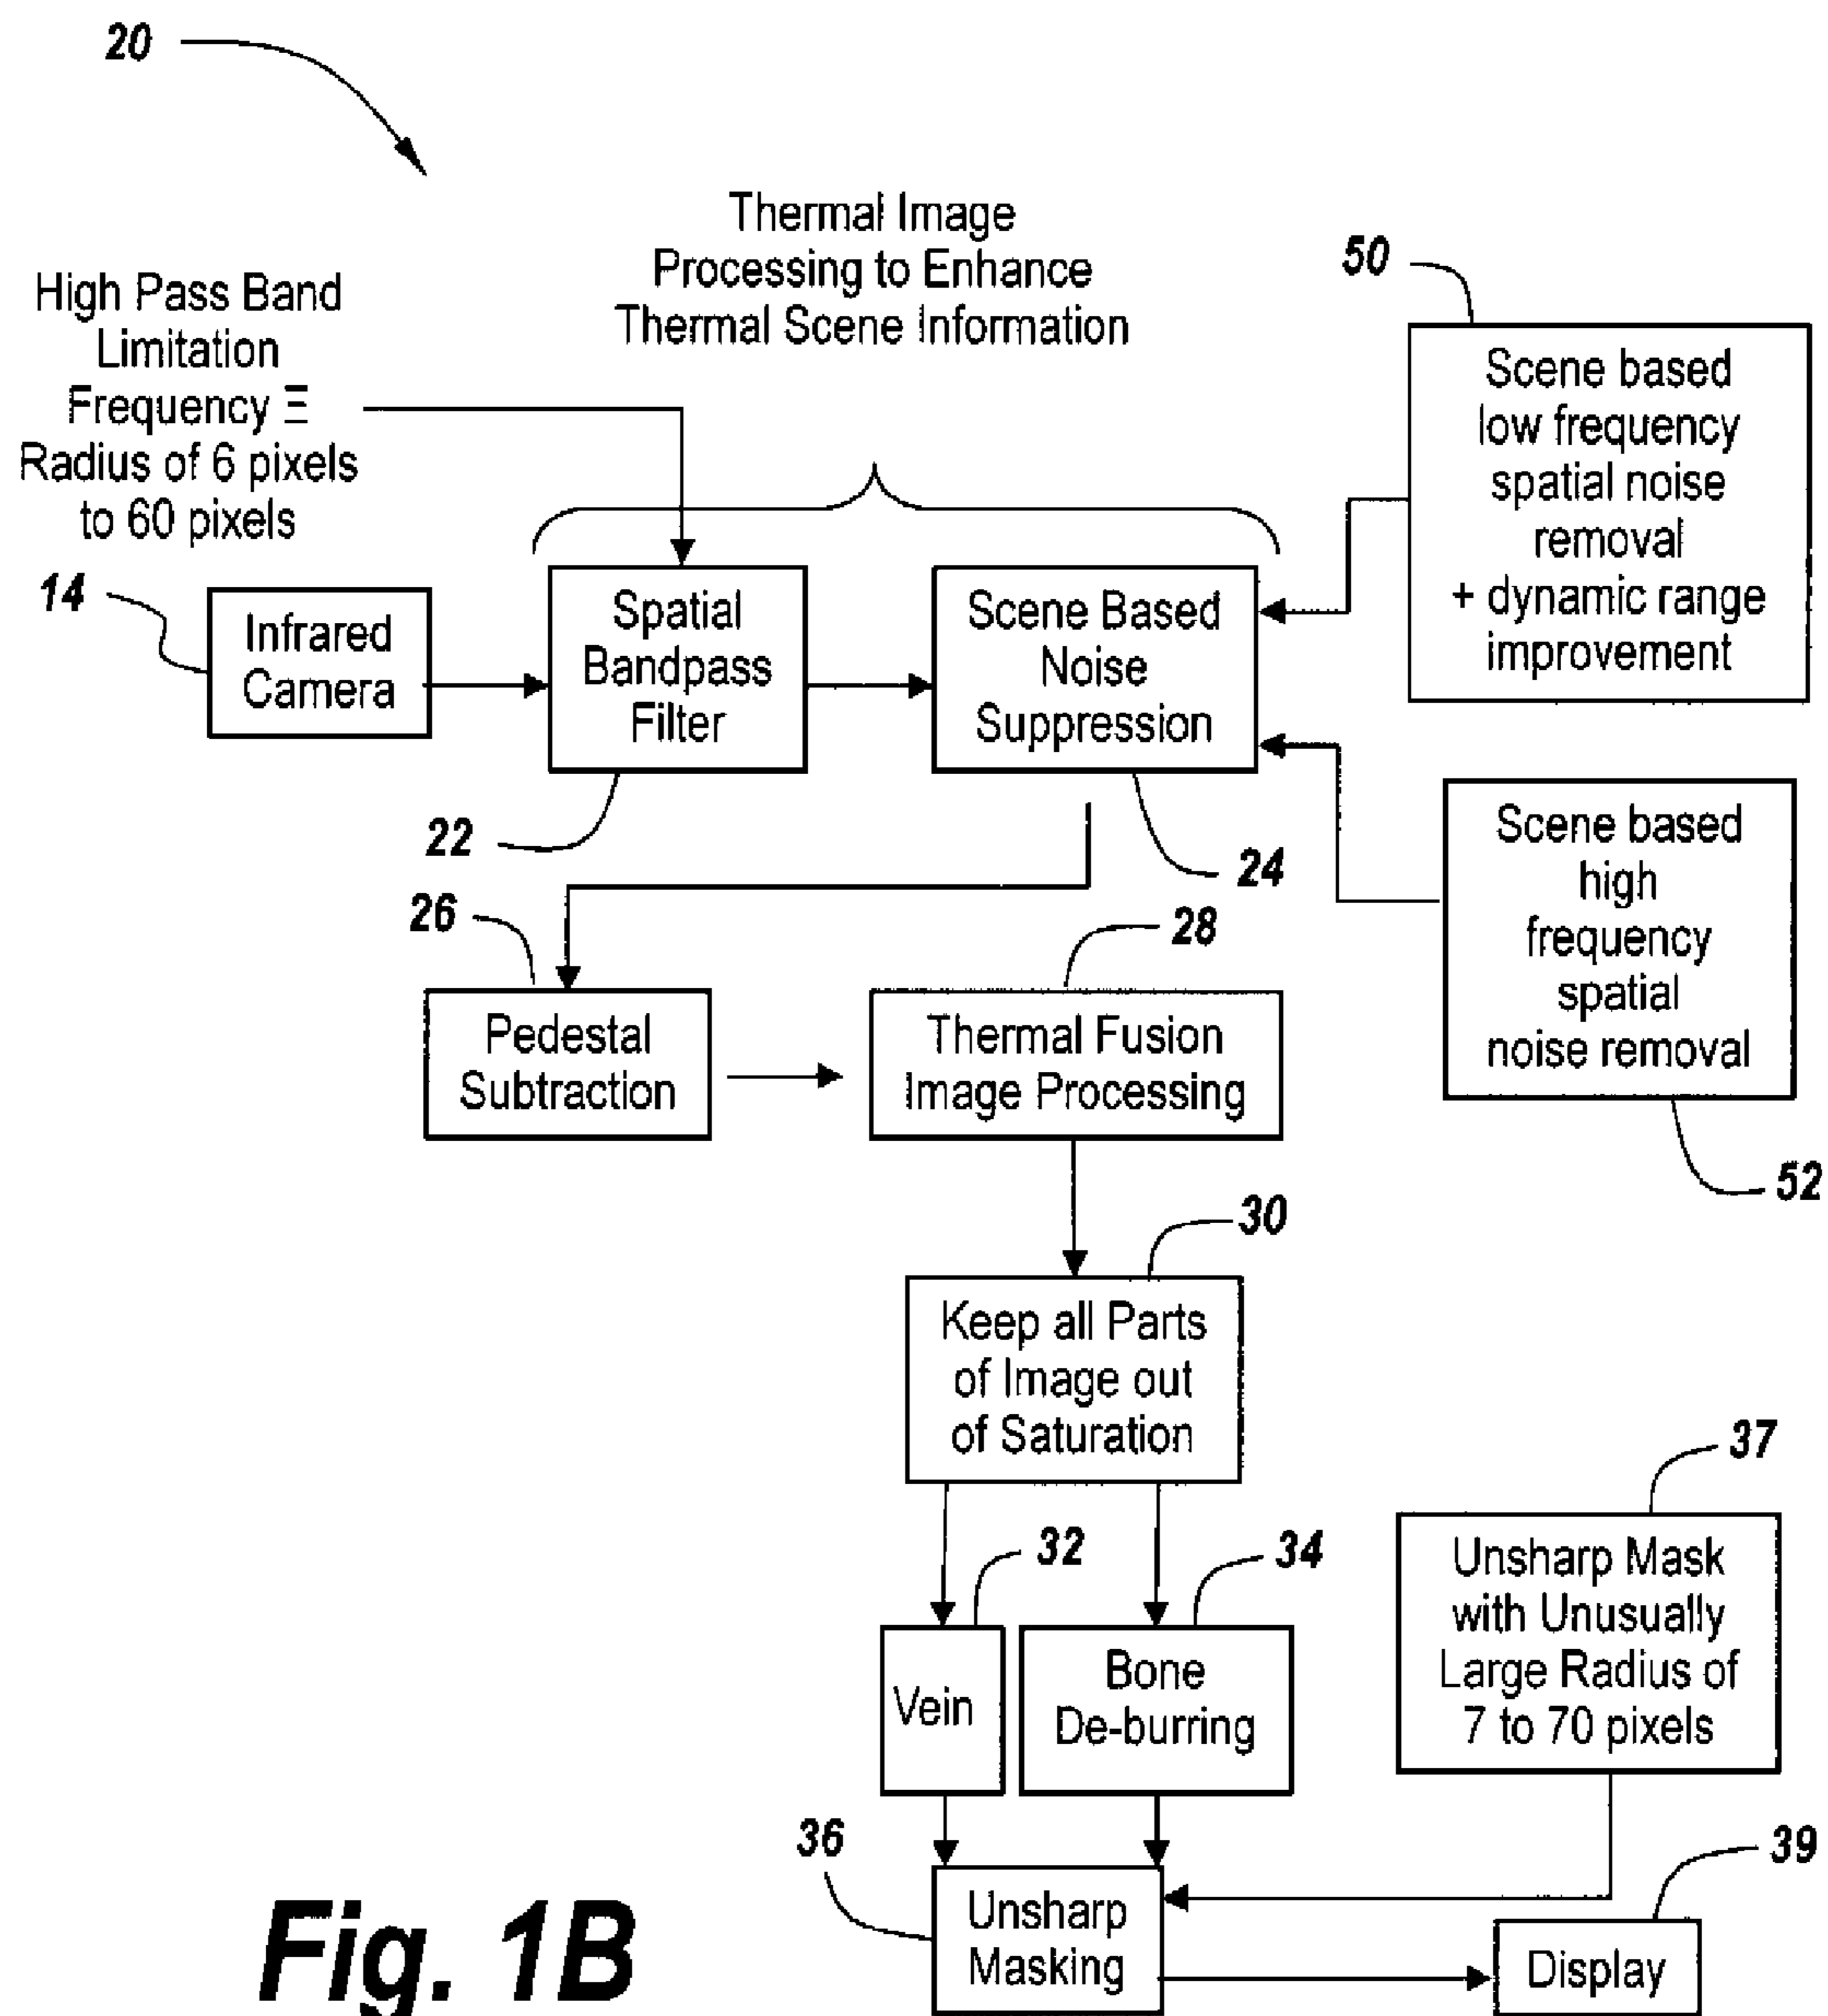 20
Thermal Image
Processing to Enhance
Thermal Scene Information
High Pass Band
Limitation
Frequency Ξ
Radius of 6 pixels
to 60 pixels
50
Scene based
low frequency
spatial noise
removal
+ dynamic range
improvement
14
Infrared
Camera
Spatial
Bandpass
Filter
Scene Based
Noise
Suppression
22
24
Scene based
high
frequency
spatial
noise removal
52
26
28
Pedestal
Subtraction
Thermal Fusion
Image Processing
30
Keep all Parts
of Image out
of Saturation
37
32
34
Unsharp Mask
with Unusually
Large Radius of
7 to 70 pixels
Vein
Bone
De-burring
36
39
Unsharp
Masking
Display
Fig. 1B